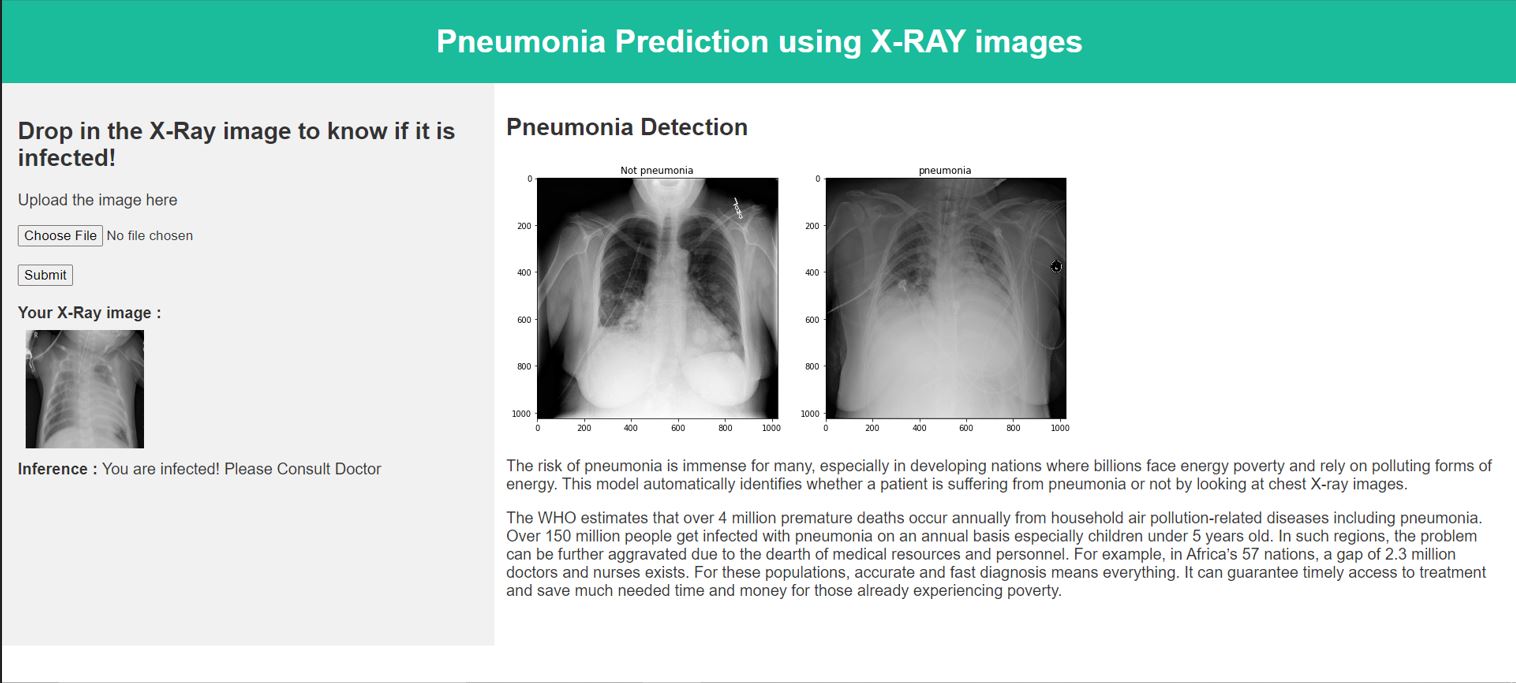 Pneumonia Prediction using X-RAY images
Drop in the X-Ray image to know if it is
infected!
Upload the image here
Choose File No file chosen
Submit
Your X-Ray image :
R
Inference : You are infected! Please Consult Doctor
Pneumonia Detection
Not pneumonia
0
200
400
600
800
1000
0 200 400 600 800 1000
pneumonia
0
200
400
600
800
1000
0 200 400 600 800 1000
The risk of pneumonia is immense for many, especially in developing nations where billions face energy poverty and rely on polluting forms of
energy. This model automatically identifies whether a patient is suffering from pneumonia or not by looking at chest X-ray images.
The WHO estimates that over 4 million premature deaths occur annually from household air pollution-related diseases including pneumonia.
Over 150 million people get infected with pneumonia on an annual basis especially children under 5 years old. In such regions, the problem
can be further aggravated due to the dearth of medical resources and personnel. For example, in Africa's 57 nations, a gap of 2.3 million
doctors and nurses exists. For these populations, accurate and fast diagnosis means everything. It can guarantee timely access to treatment
and save much needed time and money for those already experiencing poverty.